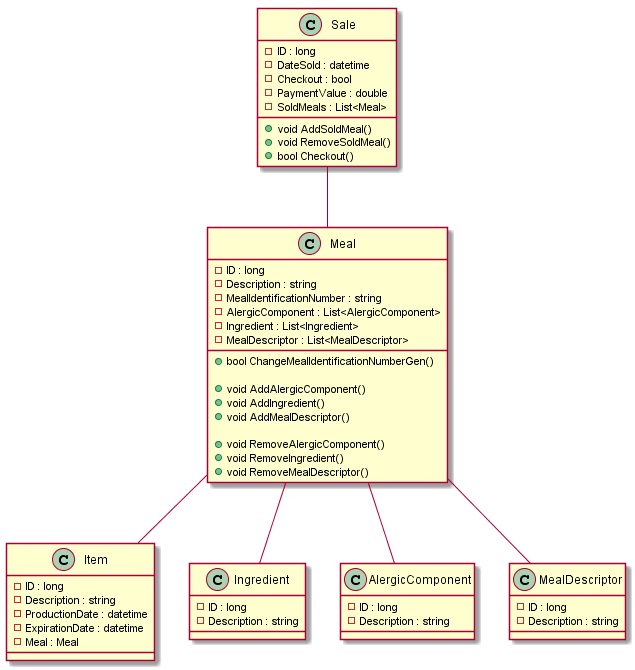 C Sale
ID : long
DateSold : datetime
Checkout : bool
PaymentValue : double
SoldMeals : List<Meal>
void AddSoldMeal()
void RemoveSoldMeal()
bool Checkout()
C Meal
ID : long
Description : string
MealIdentificationNumber : string
AlergicComponent : List<AlergicComponent>
Ingredient : List<Ingredient>
MealDescriptor : List<MealDescriptor>
bool ChangeMealIdentificationNumberGen()
void AddAlergicComponent()
void AddIngredient()
void AddMealDescriptor()
void RemoveAlergicComponent()
void RemoveIngredient()
void RemoveMealDescriptor()
C Item
ID : long
Description : string
ProductionDate : datetime
ExpirationDate : datetime
Meal : Meal
C Ingredient
ID : long
Description : string
C AlergicComponent
ID : long
Description : string
C MealDescriptor
ID : long
Description : string